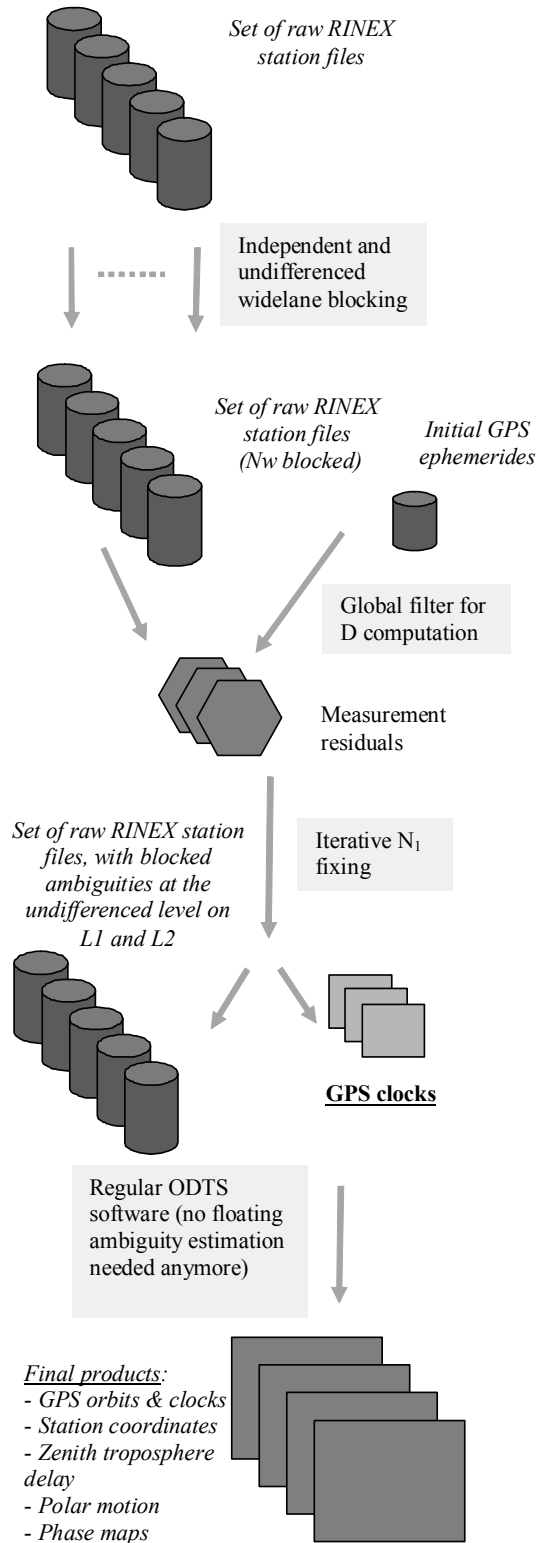 Set of raw RINEX
station files
Independent and
undifferenced
widelane blocking
Set of raw RINEX
station files
(Nw blocked)
Initial GPS
ephemerides
Global filter for
D computation
Measurement
residuals
Set of raw RINEX station
files, with blocked
ambiguities at the
undifferenced level on
L1 and L2
Iterative N₁
fixing
GPS clocks
Regular ODTS
software (no floating
ambiguity estimation
needed anymore)
Final products:
- GPS orbits & clocks
- Station coordinates
- Zenith troposphere
delay
- Polar motion
- Phase maps